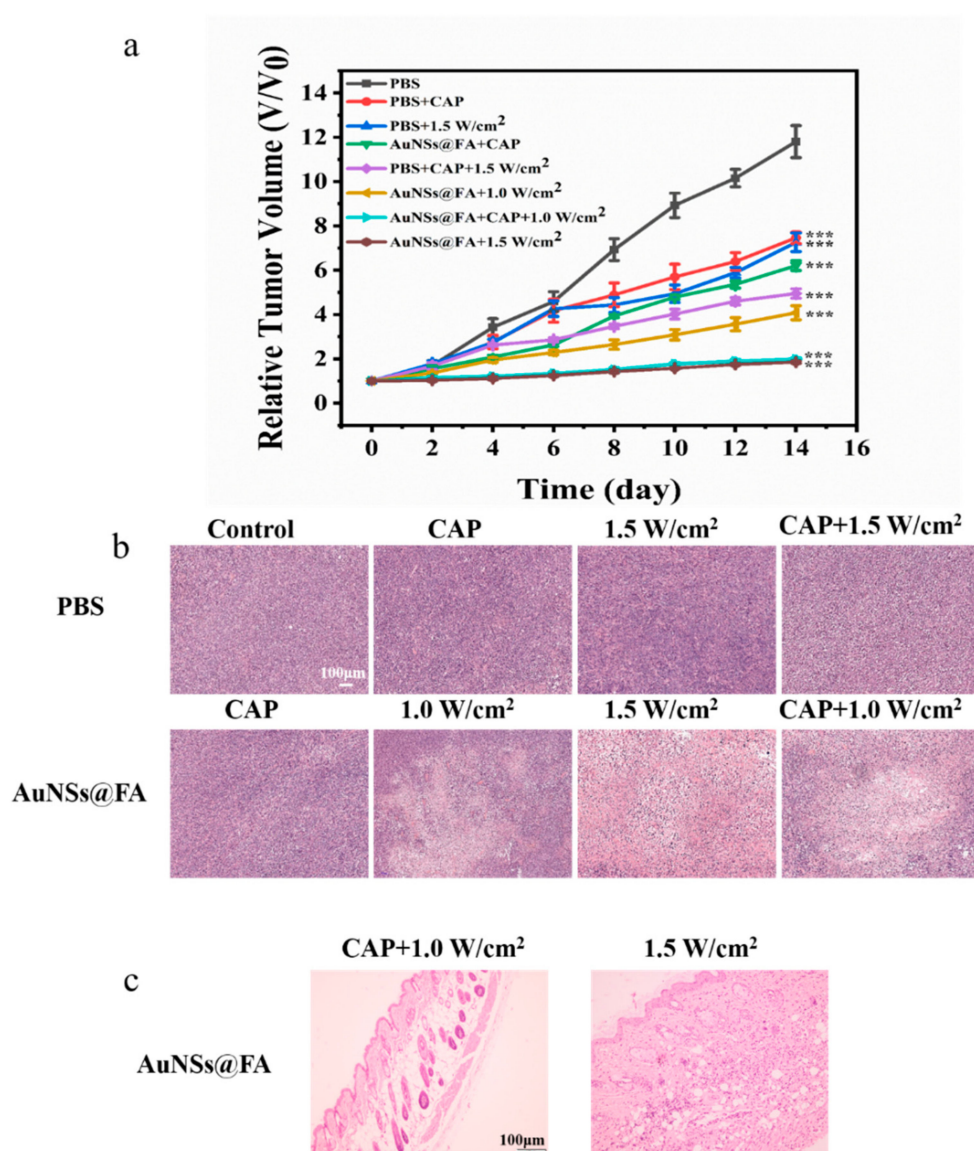 a
Relative Tumor Volume (V/V0)
14
12
10
8
6
4
2
0
PBS
PBS+CAP
PBS+1.5 W/cm²
AuNSs@FA+CAP
PBS+CAP+1.5 W/cm²
AuNSs@FA+1.0 W/cm²
AuNSs@FA+CAP+1.0 W/cm²
AuNSs@FA+1.5 W/cm²
***
***
***
***
***
***
***
0 2 4 6 8 10 12 14 16
Time (day)
b
Control CAP 1.5 W/cm² CAP+1.5 W/cm²
PBS
100μm
CAP 1.0 W/cm² 1.5 W/cm² CAP+1.0 W/cm²
AuNSs@FA
c
CAP+1.0 W/cm² 1.5 W/cm²
AuNSs@FA
100μm